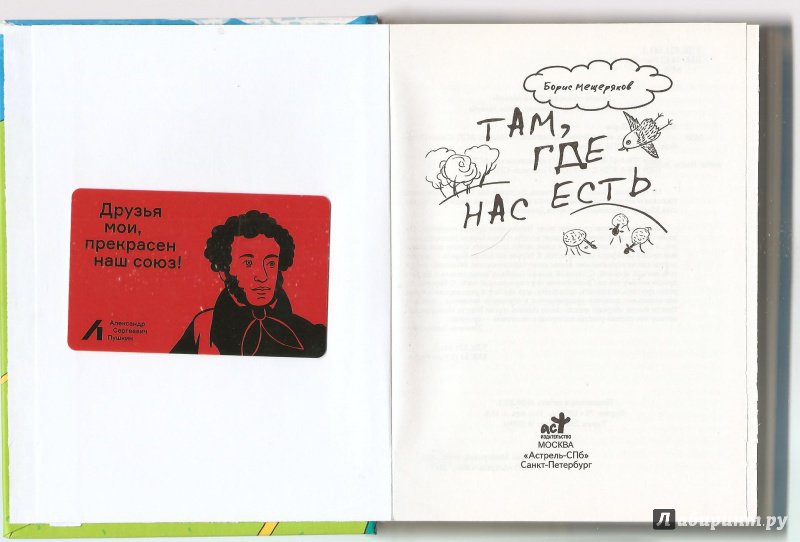 Друзья
мои,
прекрасен
наш союз!
Александр
Сергеевич
Пушкин
Борис Мещеряков
ТАМ,
ГДЕ
НАС ЕСТЬ
аст
издательство
МОСКВА
«Астрель-СПб»
Санкт-Петербург
Лабиринт.ру